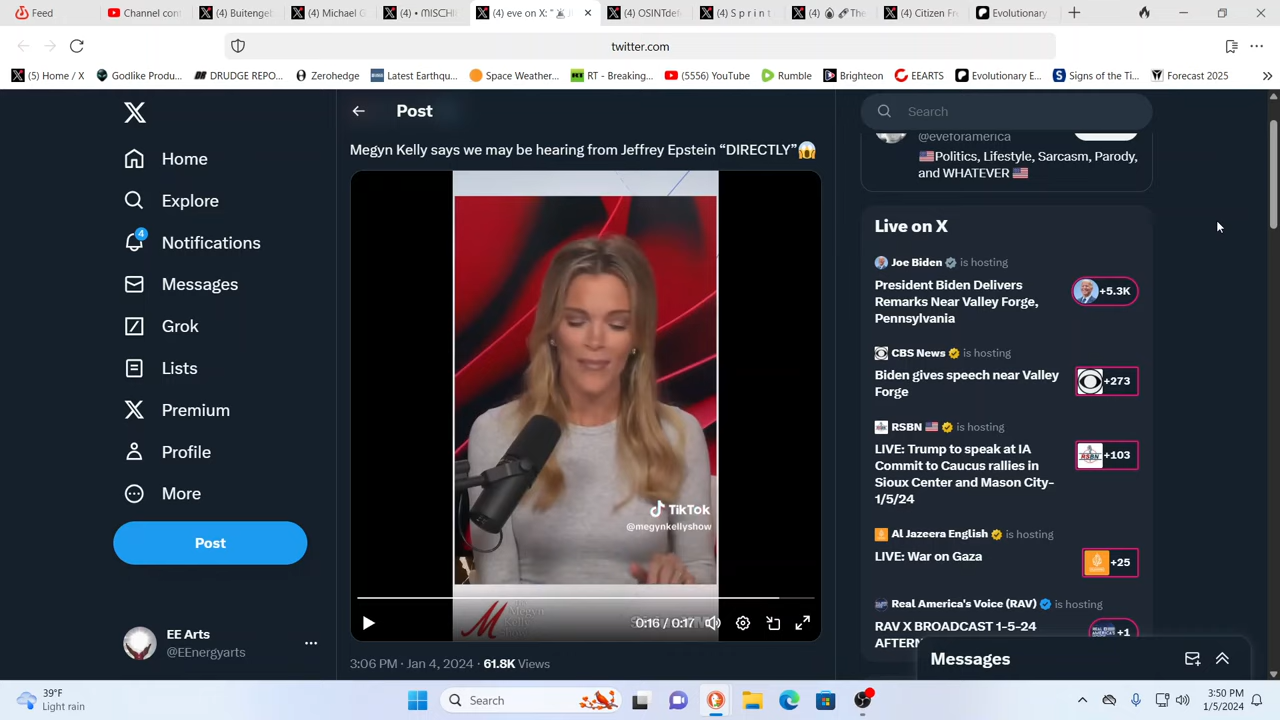 Feed
Channel con
(4) Buitengeb
(4) Michael G
(4) • MISCHI
(4) eve on X: "
(4) OSINTdef
(4) S p r i n t
(4)
The
(4) Citizen Fr
Evolutionary
twitter.com
(5) Home / X
Godlike Produ...
DRUDGE REPO...
Zerohedge
Latest Earthqu...
Space Weather...
RT - Breaking...
(5556) YouTube
Rumble
Brighteon
EEARTS
Evolutionary E...
Signs of the Ti...
Forecast 2025
Post
Search
Megyn Kelly says we may be hearing from Jeffrey Epstein “DIRECTLY”😱
@eveforamerica
🇺🇸Politics, Lifestyle, Sarcasm, Parody,
and WHATEVER 🇺🇸
Home
Explore
4
Notifications
Messages
Grok
Lists
Premium
Profile
More
Post
EE Arts
@EEnergyarts
TikTok
@megynkellyshow
Megyn
Kelly
0:16 / 0:17
3:06 PM · Jan 4, 2024 · 61.8K Views
Live on X
Joe Biden is hosting
President Biden Delivers
Remarks Near Valley Forge,
Pennsylvania
+5.3K
CBS News is hosting
Biden gives speech near Valley
Forge
+273
RSBN 🇺🇸 is hosting
LIVE: Trump to speak at IA
Commit to Caucus rallies in
Sioux Center and Mason City-
1/5/24
+103
Al Jazeera English is hosting
LIVE: War on Gaza
+25
Real America's Voice (RAV) is hosting
RAV X BROADCAST 1-5-24
AFTERN
+1
Messages
39°F
Light rain
Search
3:50 PM
1/5/2024